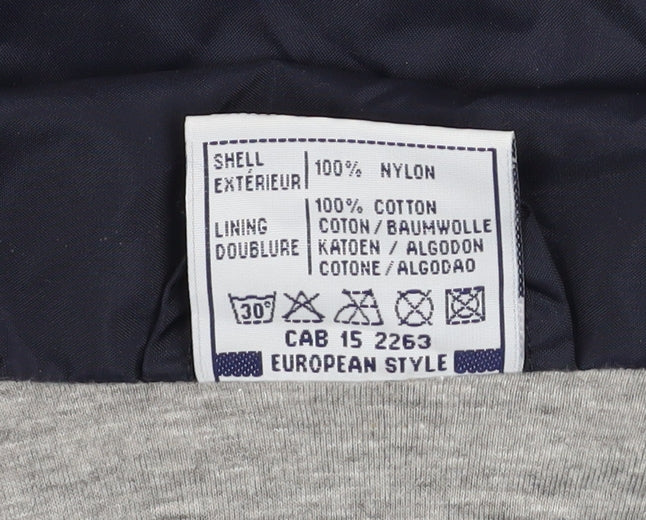 SHELL
EXTÉRIEUR
100% NYLON
LINING
DOUBLURE
100% COTTON
COTON/BAUMWOLLE
KATOEN / ALGODON
COTONE/ALGODAO
30°
CAB 15 2263
EUROPEAN STYLE